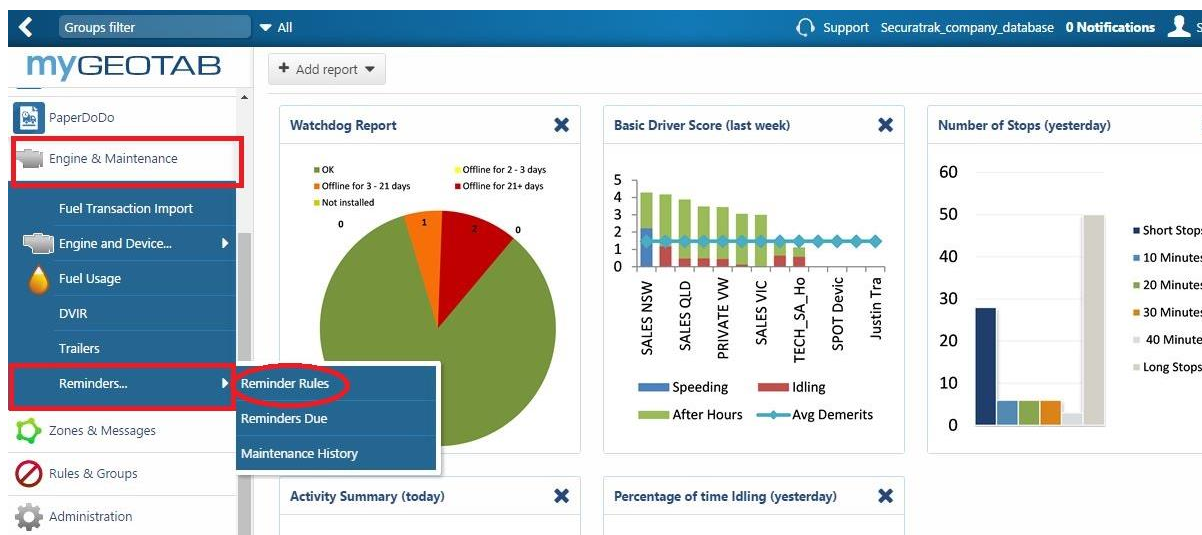 Groups filter
All
Support
Securatrak_company_database
0 Notifications
S
myGEOTAB
Add report
PaperDoDo
Engine & Maintenance
Fuel Transaction Import
Engine and Device...
Fuel Usage
DVIR
Trailers
Reminders...
Reminder Rules
Reminders Due
Maintenance History
Zones & Messages
Rules & Groups
Administration
Watchdog Report
OK
Offline for 2 - 3 days
Offline for 3 - 21 days
Offline for 21+ days
Not installed
0
1
2
0
Basic Driver Score (last week)
5
4
3
2
1
0
SALES NSW
SALES QLD
PRIVATE VW
SALES VIC
TECH_SA_Ho
SPOT Devic
Justin Tra
Speeding
Idling
After Hours
Avg Demerits
Number of Stops (yesterday)
60
50
40
30
20
10
0
Short Stops
10 Minutes
20 Minutes
30 Minutes
40 Minute
Long Stops
Activity Summary (today)
Percentage of time Idling (yesterday)